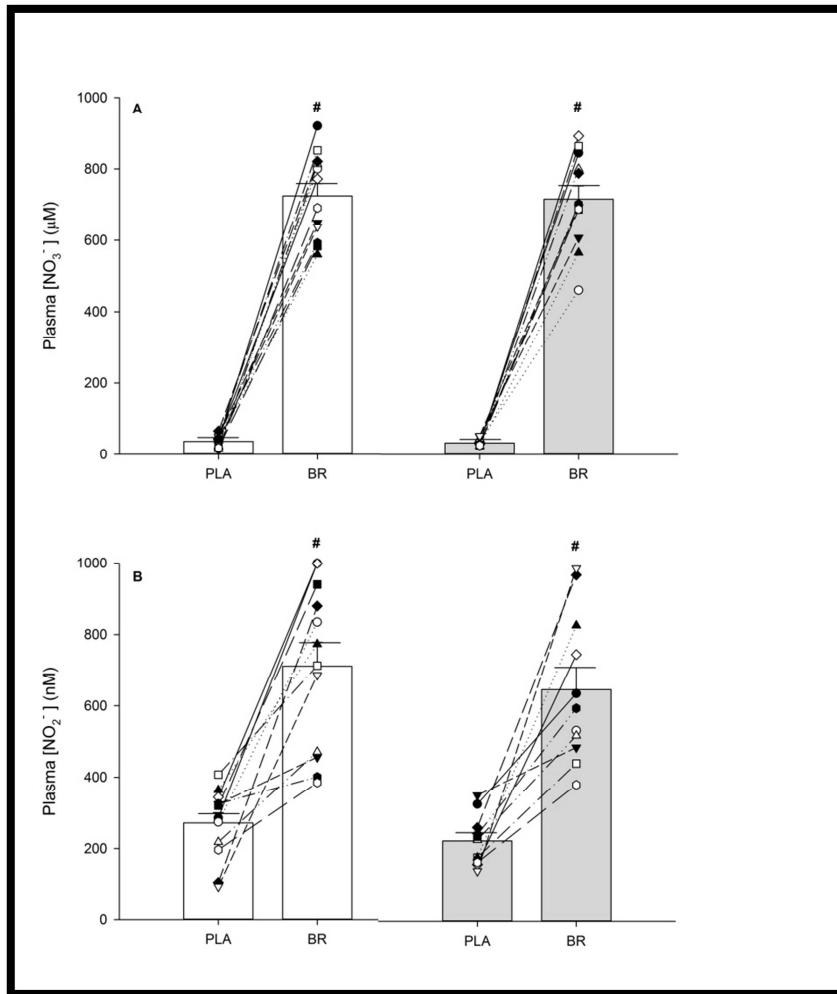 A
#
#
1000
800
600
400
200
0
Plasma [NO₃⁻] (µM)
PLA
BR
PLA
BR
B
#
#
1000
800
600
400
200
0
Plasma [NO₂⁻] (nM)
PLA
BR
PLA
BR